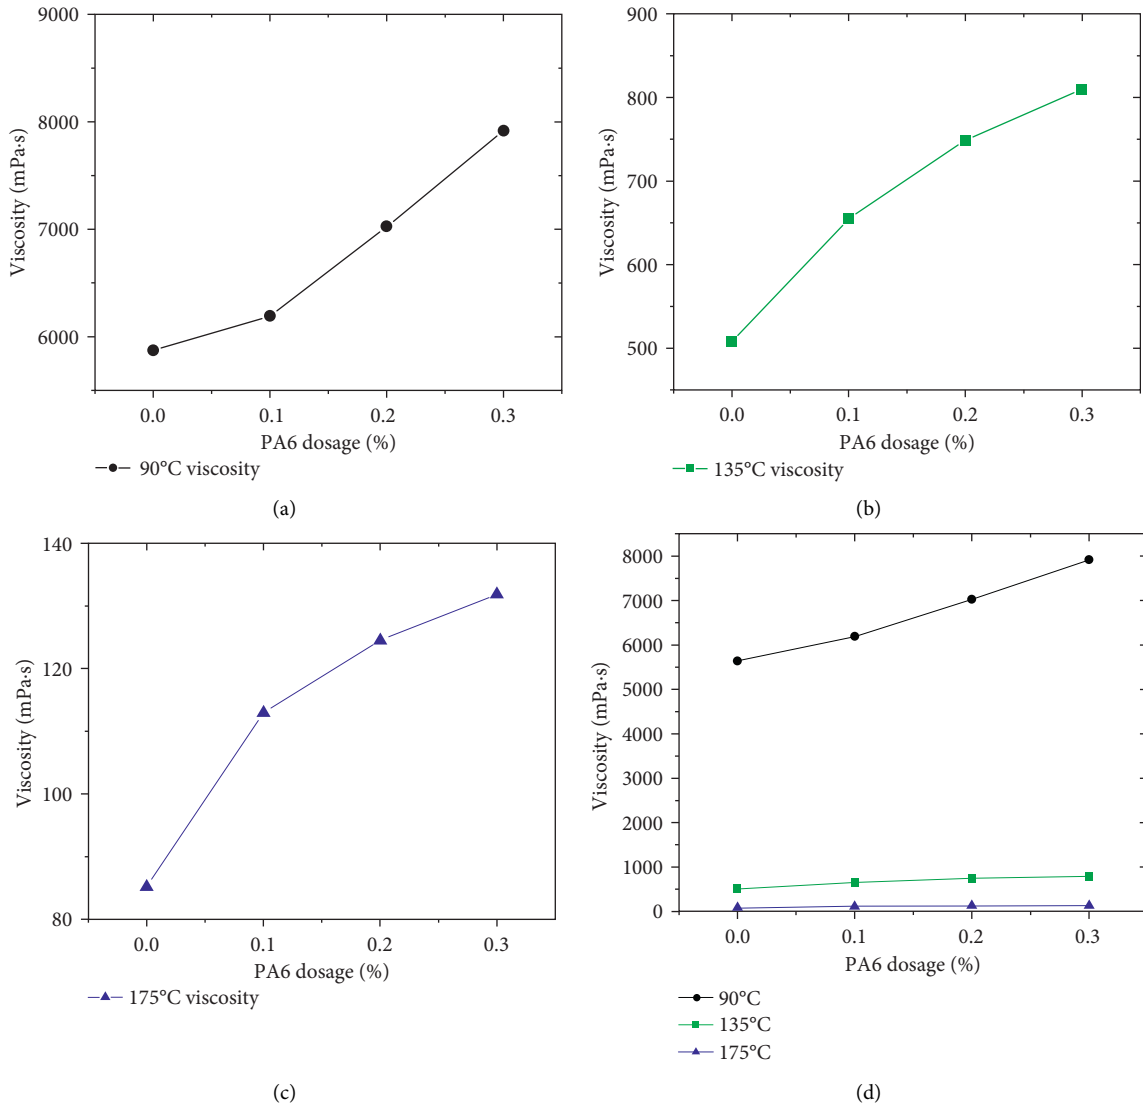 9000
8000
7000
6000
Viscosity (mPa·s)
0.0 0.1 0.2 0.3
PA6 dosage (%)
90°C viscosity
(a)
900
800
700
600
500
Viscosity (mPa·s)
0.0 0.1 0.2 0.3
PA6 dosage (%)
135°C viscosity
(b)
140
120
100
80
Viscosity (mPa·s)
0.0 0.1 0.2 0.3
PA6 dosage (%)
175°C viscosity
(c)
8000
7000
6000
5000
4000
3000
2000
1000
0
Viscosity (mPa·s)
0.0 0.1 0.2 0.3
PA6 dosage (%)
90°C
135°C
175°C
(d)